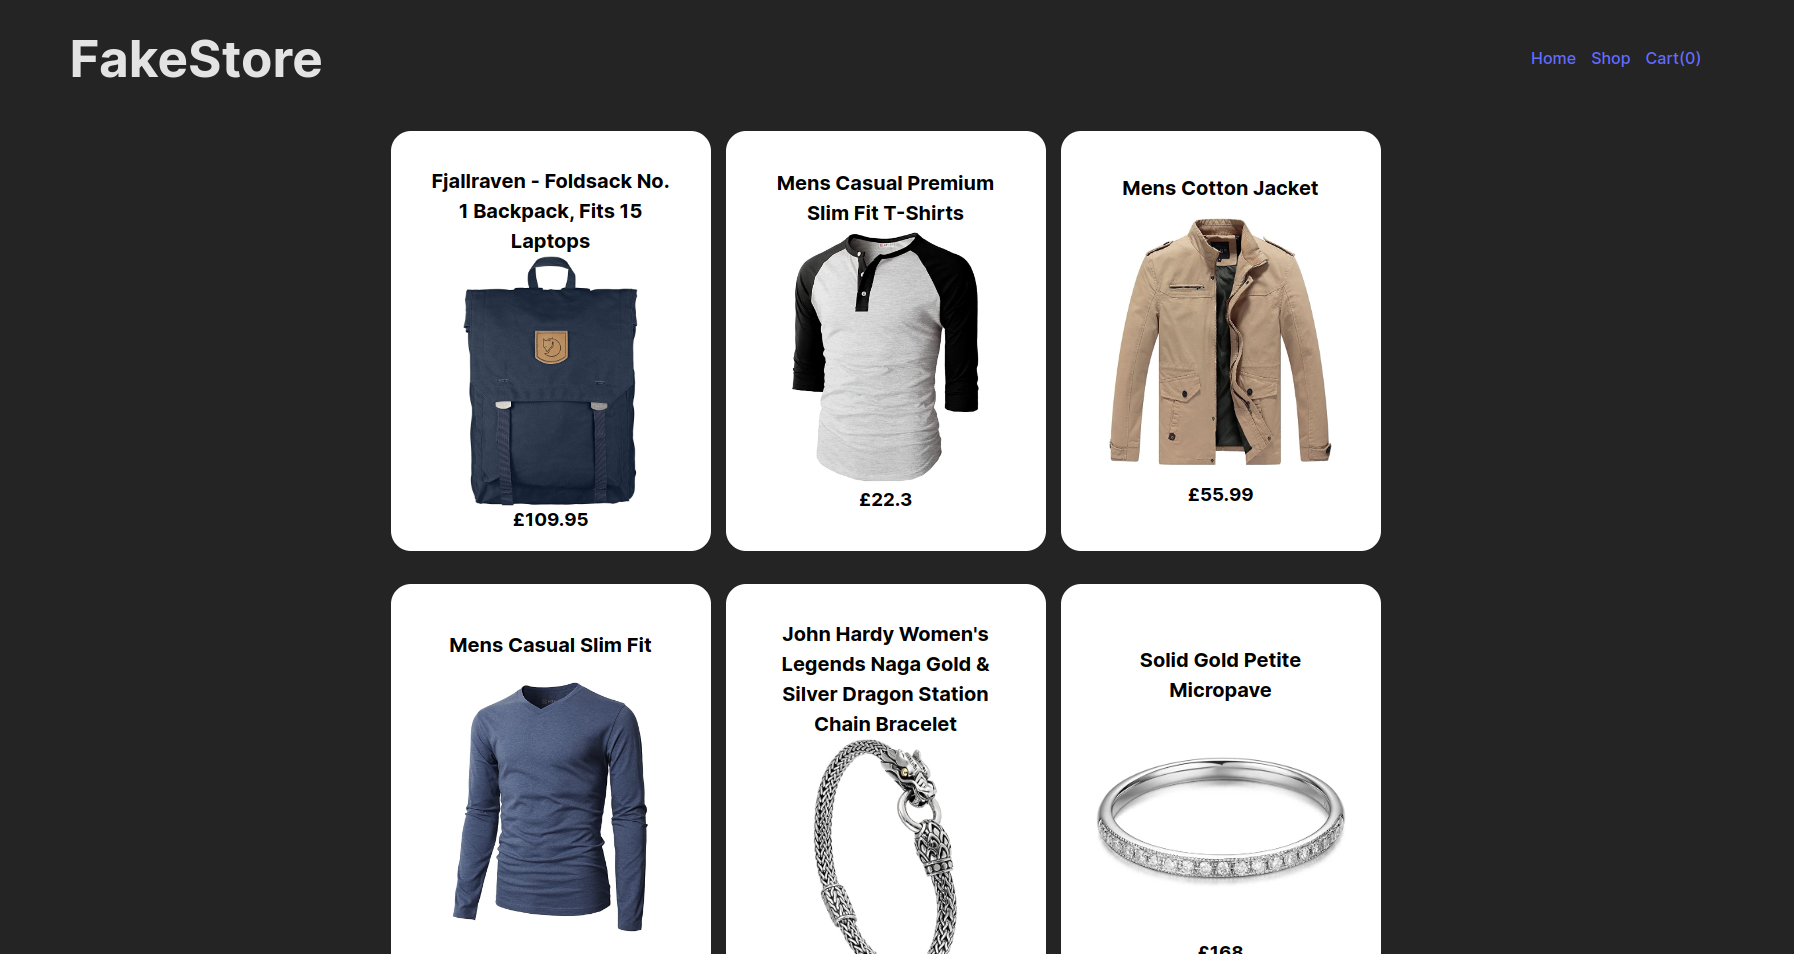 FakeStore
Home Shop Cart(0)
Fjallraven - Foldsack No.
1 Backpack, Fits 15
Laptops
£109.95
Mens Casual Premium
Slim Fit T-Shirts
£22.3
Mens Cotton Jacket
£55.99
Mens Casual Slim Fit
John Hardy Women's
Legends Naga Gold &
Silver Dragon Station
Chain Bracelet
Solid Gold Petite
Micropave
£168